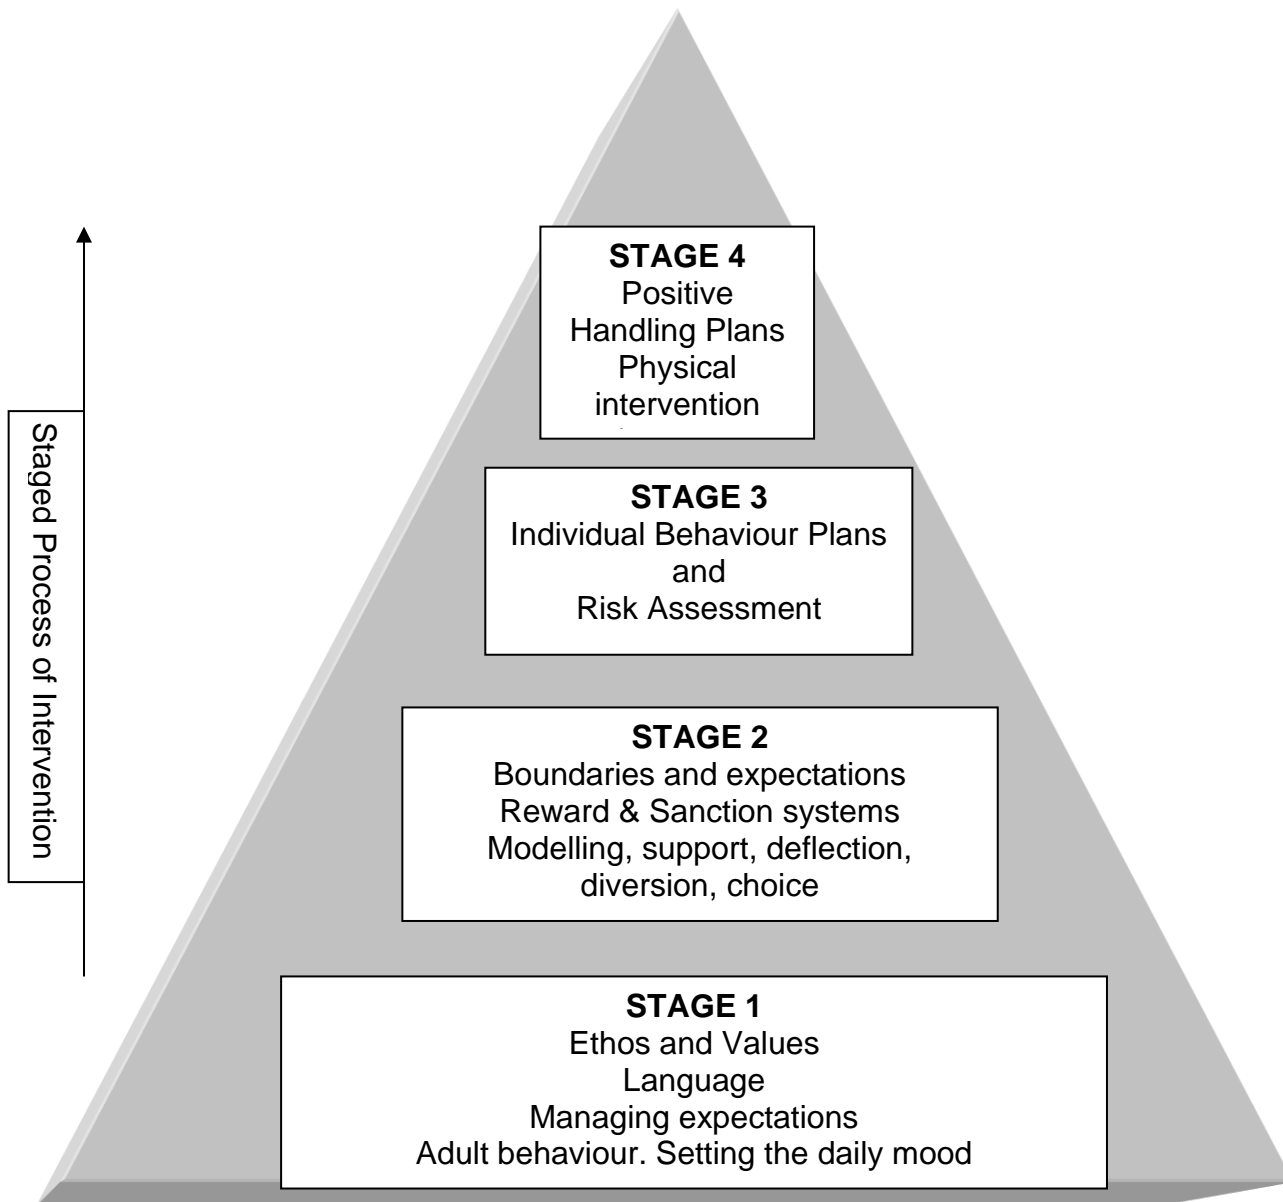 STAGE 4
Positive
Handling Plans
Physical
intervention
STAGE 3
Individual Behaviour Plans
and
Risk Assessment
Staged Process of Intervention
STAGE 2
Boundaries and expectations
Reward & Sanction systems
Modelling, support, deflection,
diversion, choice
STAGE 1
Ethos and Values
Language
Managing expectations
Adult behaviour. Setting the daily mood